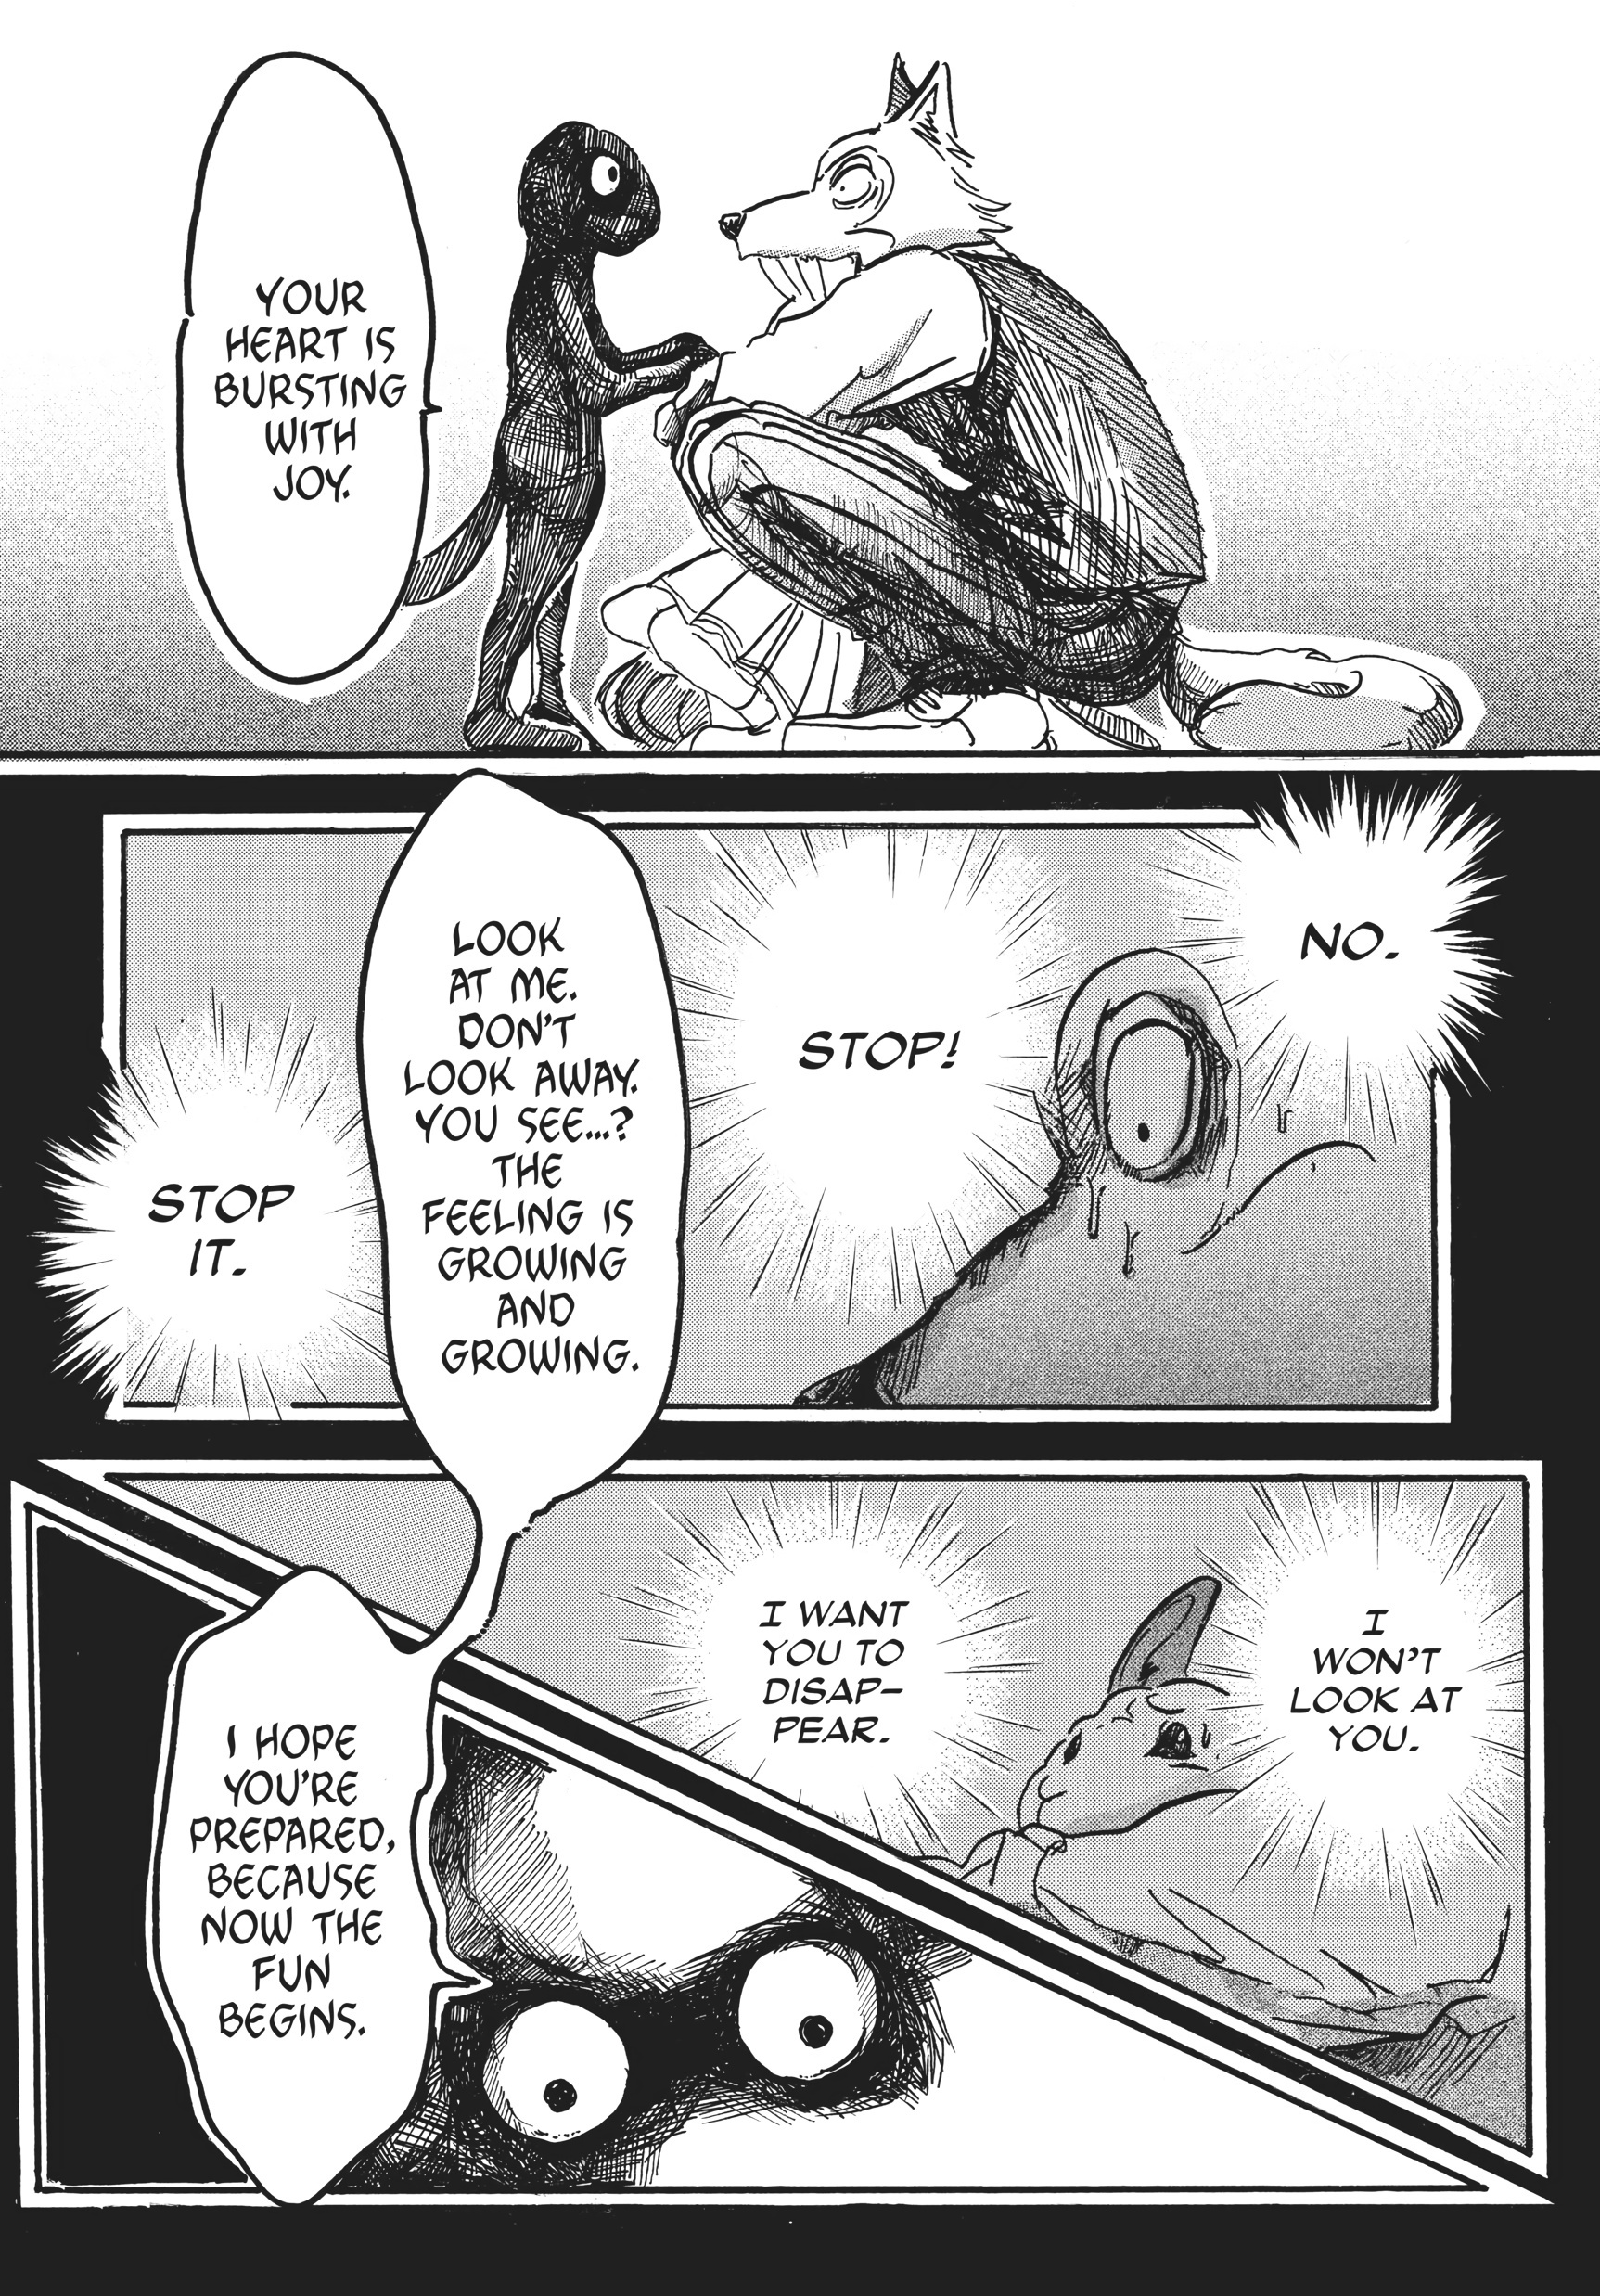 YOUR
HEART IS
BURSTING
WITH
JOY.
NO.
STOP!
LOOK
AT ME.
DON'T
LOOK AWAY.
YOU SEE...?
THE
FEELING IS
GROWING
AND
GROWING.
STOP
IT.
I
WON'T
LOOK AT
YOU.
I WANT
YOU TO
DISAP-
PEAR.
I HOPE
YOU'RE
PREPARED,
BECAUSE
NOW THE
FUN
BEGINS.